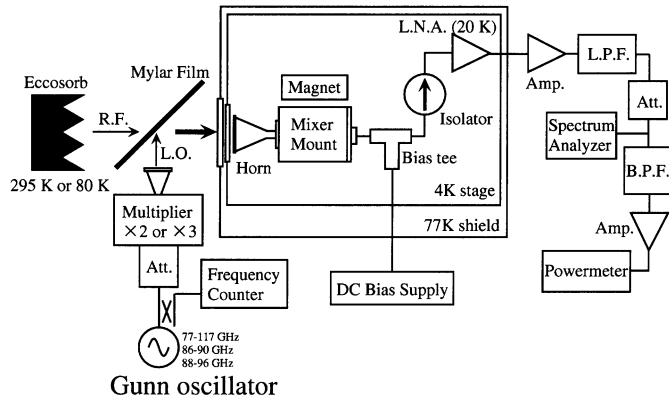 L.N.A. (20 K)
Mylar Film
Eccosorb
R.F.
L.O.
295 K or 80 K
Magnet
Mixer
Mount
Horn
Isolator
Bias tee
4K stage
77K shield
Amp.
L.P.F.
Att.
Spectrum
Analyzer
B.P.F.
Amp.
Powermeter
Multiplier
×2 or ×3
Att.
Frequency
Counter
DC Bias Supply
77-117 GHz
86-90 GHz
88-96 GHz
Gunn oscillator